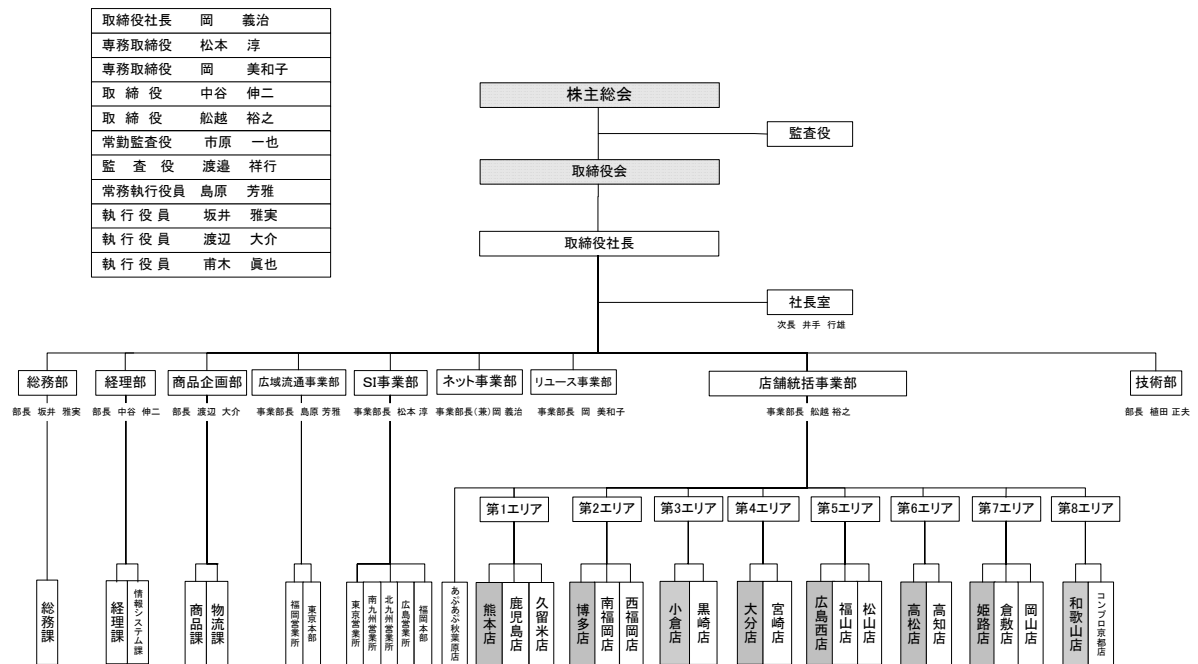 取締役社長 岡 義治
専務取締役 松本 淳
専務取締役 岡 美和子
取 締 役 中谷 伸二
取 締 役 舩越 裕之
常勤監査役 市原 一也
監 査 役 渡邉 祥行
常務執行役員 島原 芳雅
執 行 役 員 坂井 雅実
執 行 役 員 渡辺 大介
執 行 役 員 甫木 眞也
株主総会
監査役
取締役会
取締役社長
社長室
次長 井手 行雄
総務部 経理部 商品企画部 広域流通事業部 SI事業部 ネット事業部 リユース事業部 店舗統括事業部 技術部
部長 坂井 雅実 部長 中谷 伸二 部長 渡辺 大介 事業部長 島原 芳雅 事業部長 松本 淳 事業部長(兼)岡 義治 事業部長 岡 美和子 事業部長 舩越 裕之 部長 植田 正夫
第1エリア 第2エリア 第3エリア 第4エリア 第5エリア 第6エリア 第7エリア 第8エリア
総務課
経理課
情報システム課
商品課
物流課
福岡営業所
東京本部
東京営業所
南九州営業所
北九州営業所
広島営業所
福岡本部
あぷあぷ秋葉原店
熊本店
鹿児島店
久留米店
博多店
南福岡店
西福岡店
小倉店
黒崎店
大分店
宮崎店
広島西店
福山店
松山店
高松店
高知店
姫路店
倉敷店
岡山店
和歌山店
コンプロ京都店